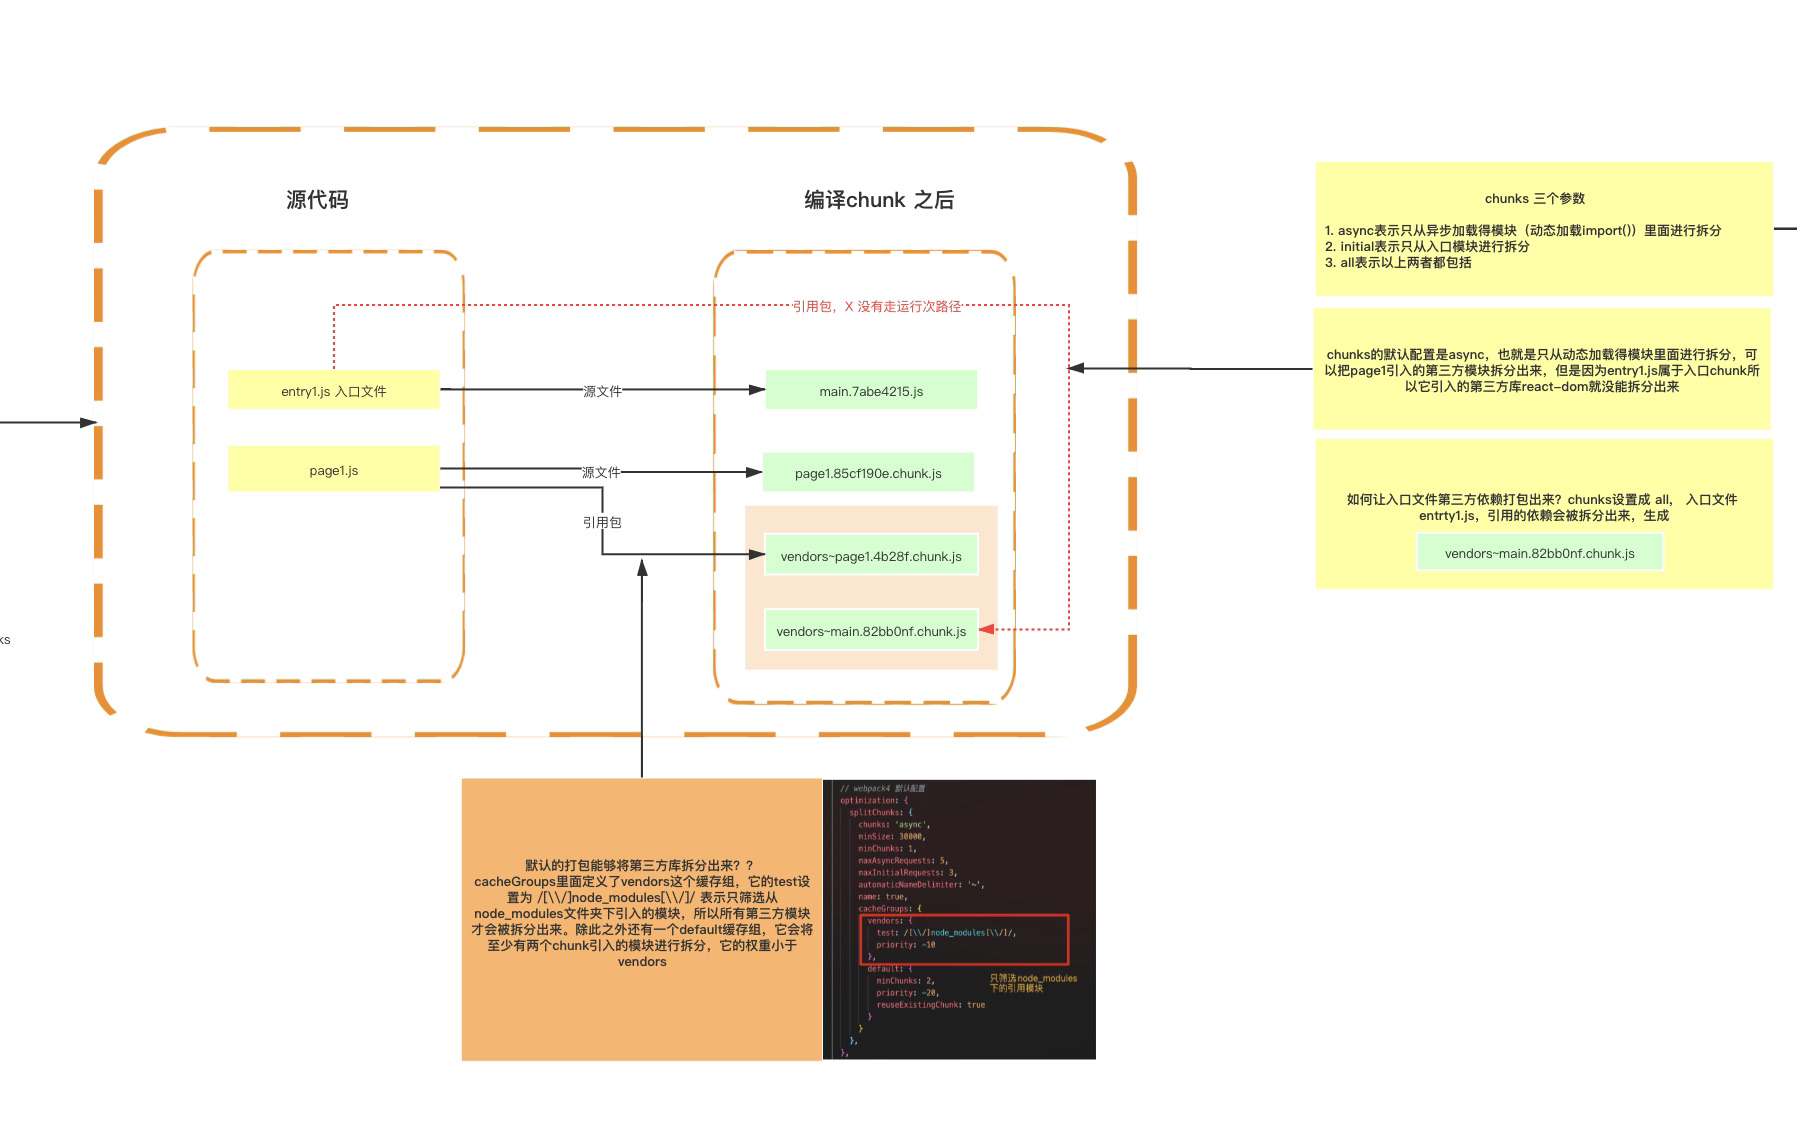 源代码
编译chunk 之后
引用包，X 没有走运行次路径
entry1.js 入口文件
源文件
main.7abe4215.js
page1.js
源文件
page1.85cf190e.chunk.js
引用包
vendors~page1.4b28f.chunk.js
vendors~main.82bb0nf.chunk.js
ks
chunks 三个参数
1. async表示只从异步加载得模块（动态加载import()）里面进行拆分
2. initial表示只从入口模块进行拆分
3. all表示以上两者都包括
chunks的默认配置是async，也就是只从动态加载得模块里面进行拆分，可
以把page1引入的第三方模块拆分出来，但是因为entry1.js属于入口chunk所
以它引入的第三方库react-dom就没能拆分出来
如何让入口文件第三方依赖打包出来？chunks设置成 all， 入口文件
entrty1.js，引用的依赖会被拆分出来，生成
vendors~main.82bb0nf.chunk.js
默认的打包能够将第三方库拆分出来？？
cacheGroups里面定义了vendors这个缓存组，它的test设
置为 /[\\/]node_modules[\\/]/ 表示只筛选从
node_modules文件夹下引入的模块，所以所有第三方模块
才会被拆分出来。除此之外还有一个default缓存组，它会将
至少有两个chunk引入的模块进行拆分，它的权重小于
vendors
// webpack4 默认配置
optimization: {
splitChunks: {
chunks: 'async',
minSize: 30000,
minChunks: 1,
maxAsyncRequests: 5,
maxInitialRequests: 3,
automaticNameDelimiter: '~',
name: true,
cacheGroups: {
vendors: {
test: /[\\/]node_modules[\\/]/,
priority: -10
},
default: {
minChunks: 2,
priority: -20,
reuseExistingChunk: true
}
}
},
},
只筛选node_modules
下的引用模块